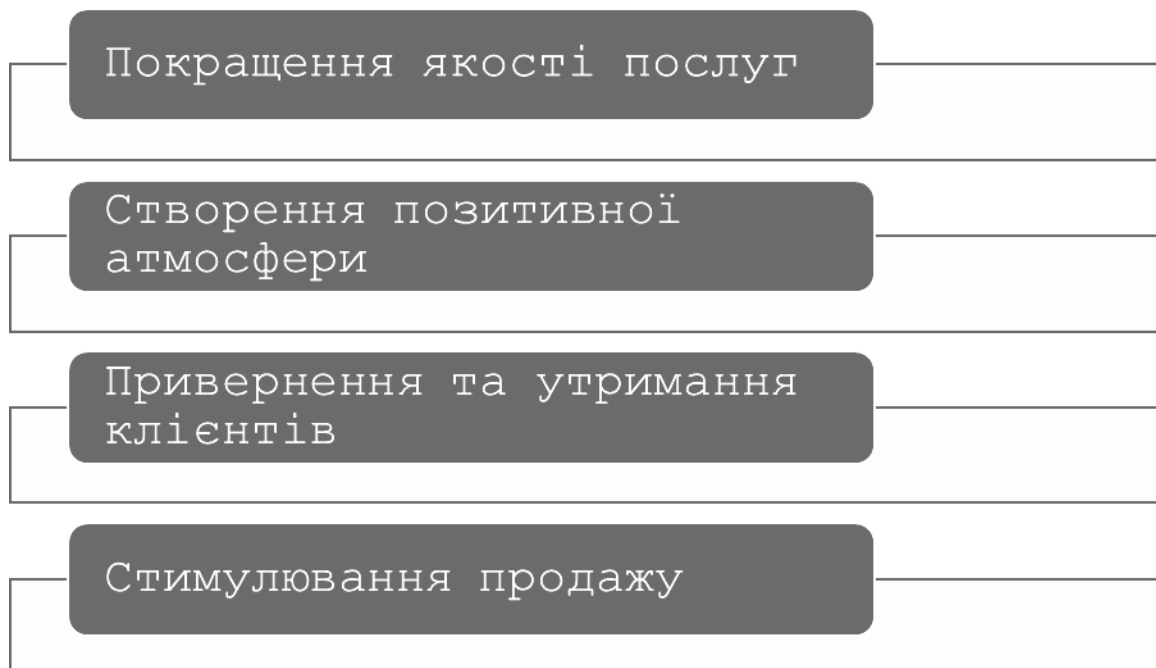 Покращення якості послуг
Створення позитивної
атмосфери
Привернення та утримання
клієнтів
Стимулювання продажу